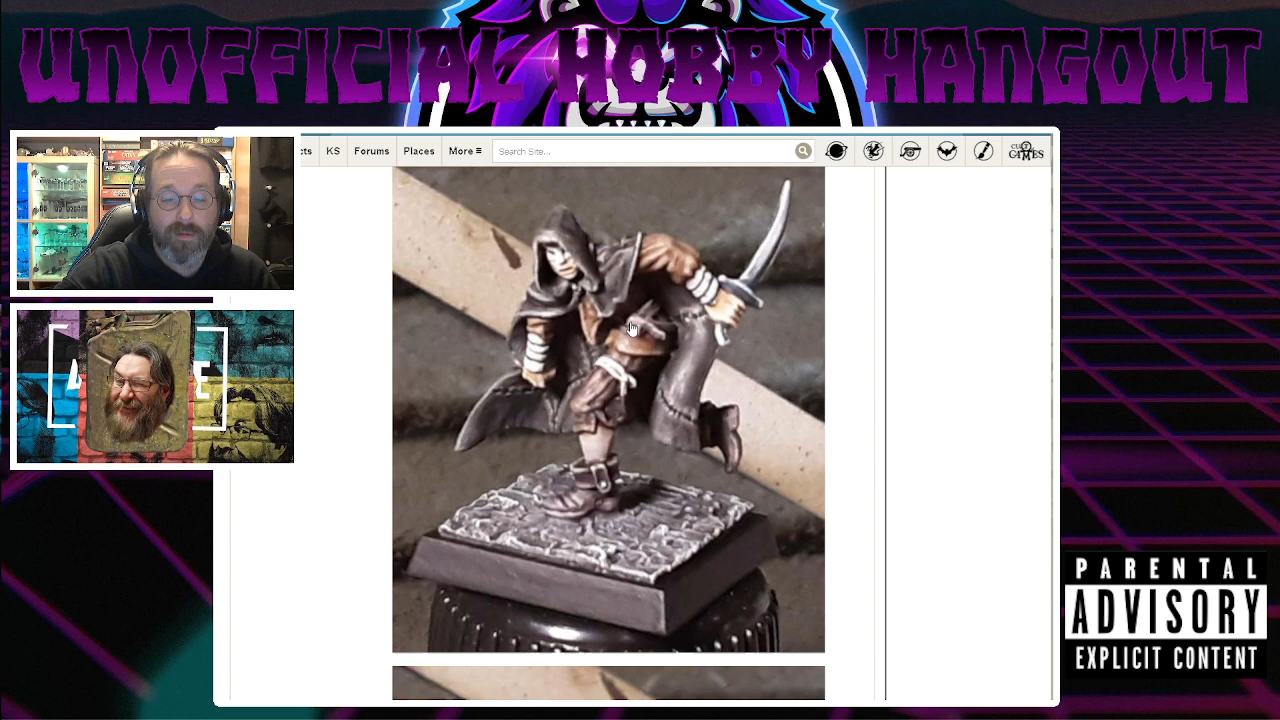 UNOFFICIAL HOBBY HANGOUT
cts KS Forums Places More ≡ Search Site...
PARENTAL
ADVISORY
EXPLICIT CONTENT